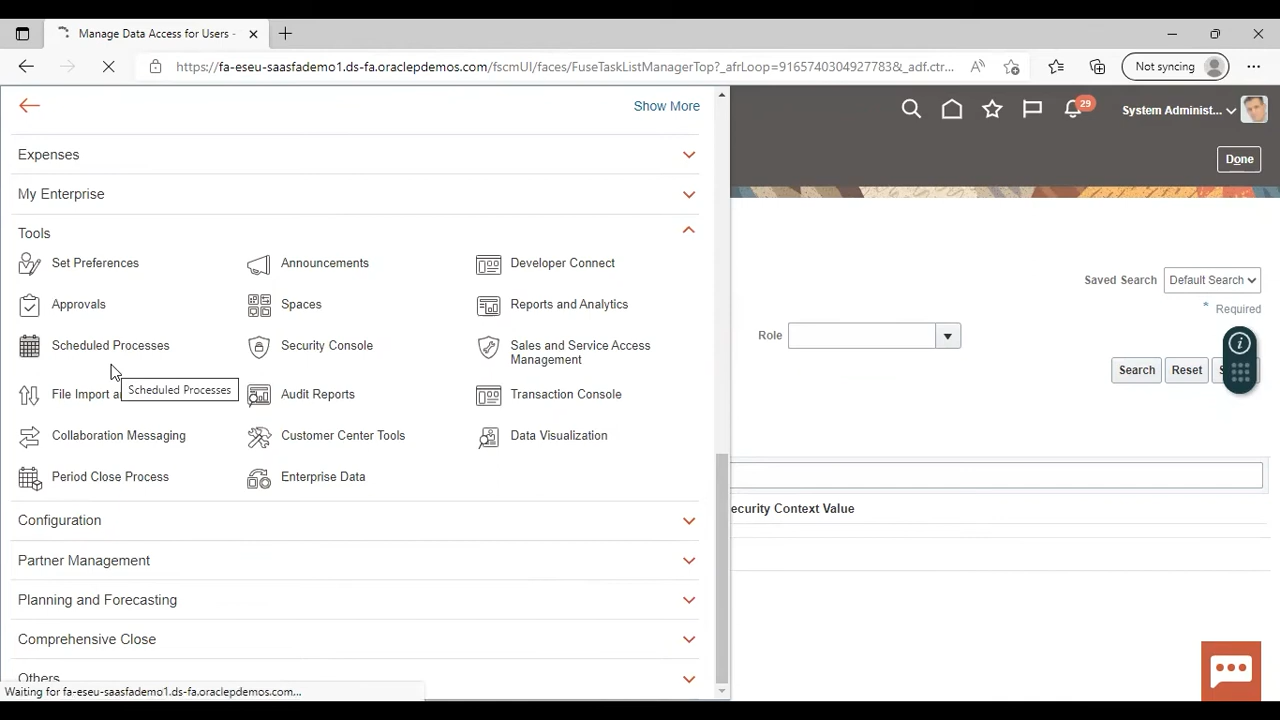 Manage Data Access for Users -
https://fa-eseu-saasfademo1.ds-fa.oraclepdemos.com/fscmUI/faces/FuseTaskListManagerTop?_afrLoop=9165740304927783&_adf.ctr...
Not syncing
Show More
29
System Administ...
Done
Expenses
My Enterprise
Tools
Set Preferences
Announcements
Developer Connect
Approvals
Spaces
Reports and Analytics
Scheduled Processes
Security Console
Sales and Service Access
Management
Scheduled Processes
File Import a
Audit Reports
Transaction Console
Collaboration Messaging
Customer Center Tools
Data Visualization
Period Close Process
Enterprise Data
Configuration
Partner Management
Planning and Forecasting
Comprehensive Close
Others
Saved Search
Default Search
* Required
Role
Search
Reset
ecurity Context Value
Waiting for fa-eseu-saasfademo1.ds-fa.oraclepdemos.com...